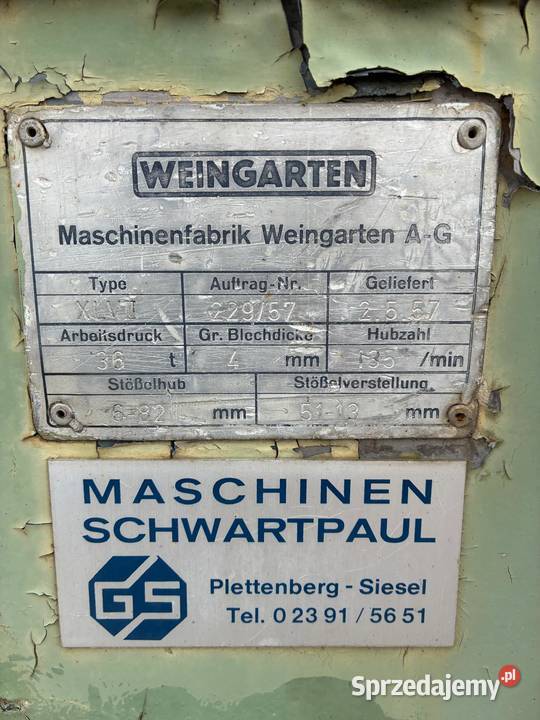 WEINGARTEN
Maschinenfabrik Weingarten A-G
Type Auftrag-Nr. Geliefert
229/57 2.5.57
Arbeitsdruck Gr. Blechdicke Hubzahl
36 t 4 mm 135 /min
Stößelhub Stößelverstellung
6-82 mm mm
MASCHINEN
SCHWARTPAUL
GS
Plettenberg - Siesel
Tel. 0 23 91 / 56 51
Sprzedajemy.pl